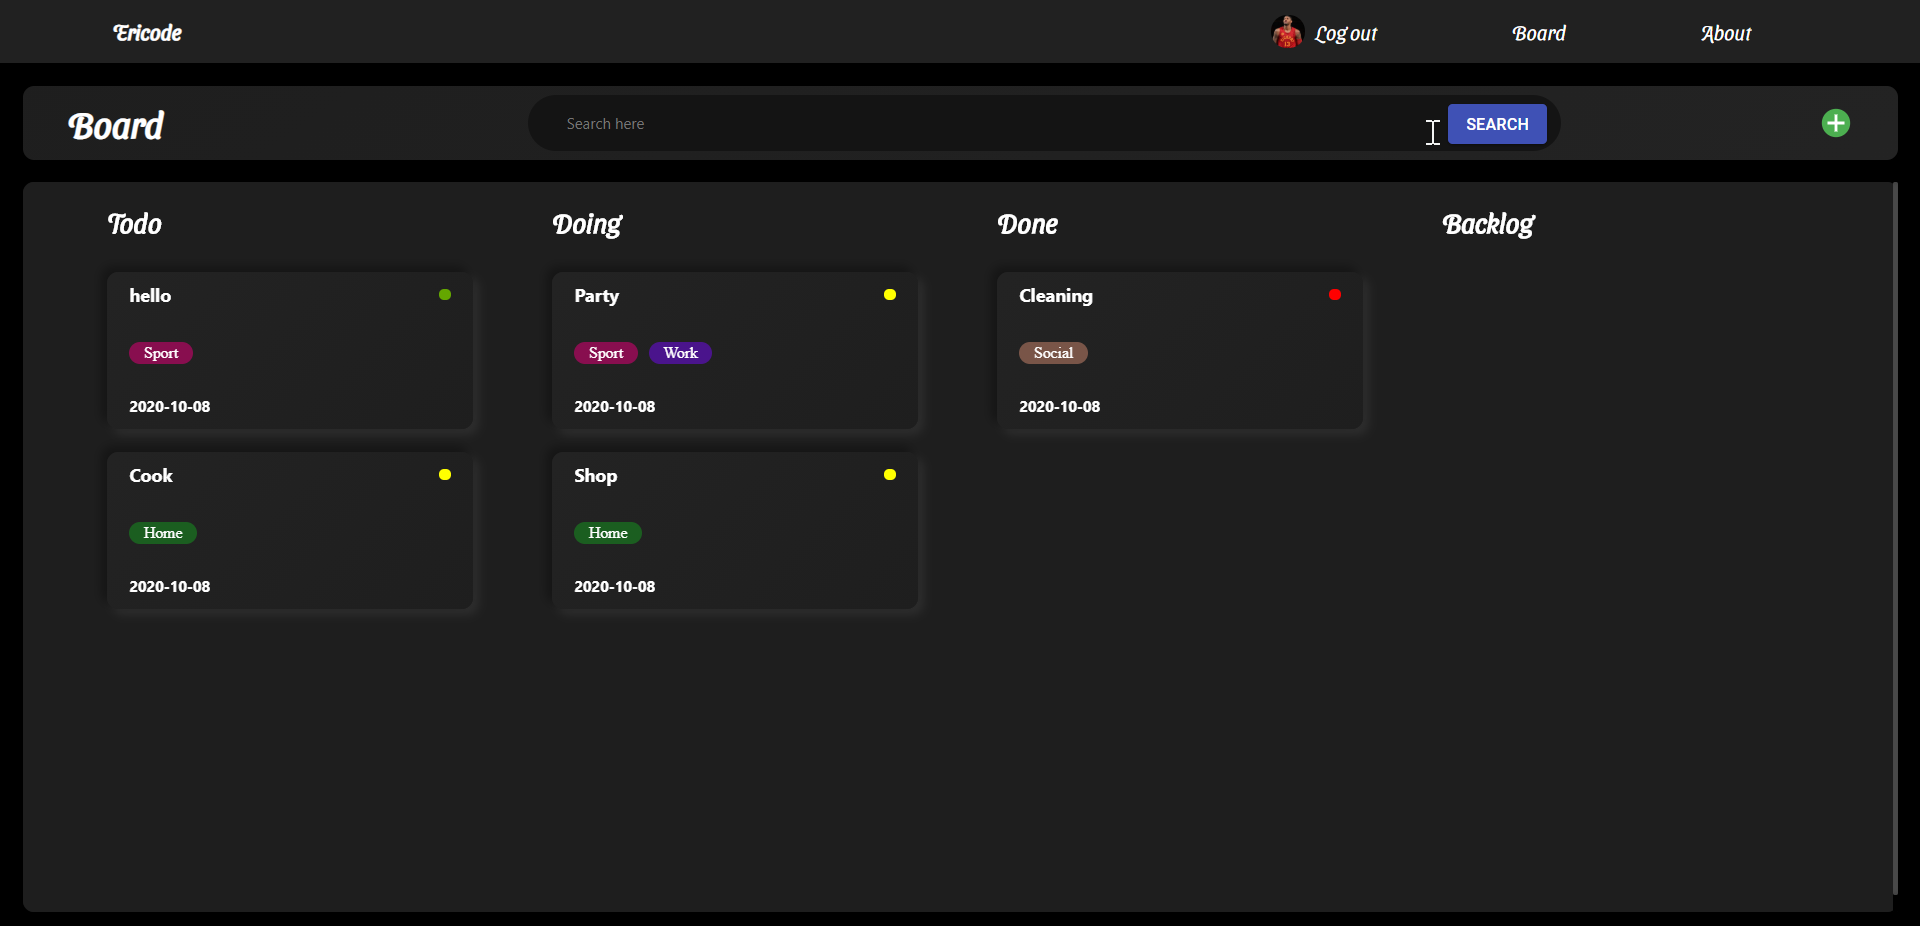 Ericode
Log out
Board
About
Board
Search here
SEARCH
Todo
hello
Sport
2020-10-08
Cook
Home
2020-10-08
Doing
Party
Sport Work
2020-10-08
Shop
Home
2020-10-08
Done
Cleaning
Social
2020-10-08
Backlog